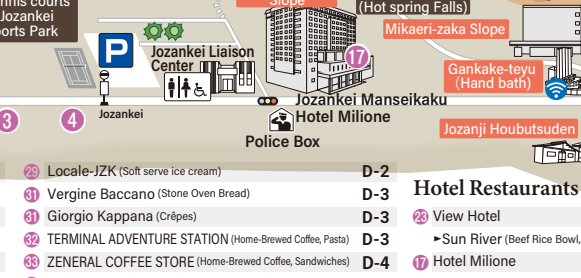 nnis courts
Jozankei
orts Park
Slope
(Hot spring Falls)
Mikaeri-zaka Slope
P
Jozankei Liaison
Center
17
Gankake-teyu
(Hand bath)
Jozankei Manseikaku
Hotel Milione
3
4
Jozankei
Police Box
Jozanji Houbutsuden
29 Locale-JZK (Soft serve ice cream) D-2
31 Vergine Baccano (Stone Oven Bread) D-3
31 Giorgio Kappana (Crêpes) D-3
32 TERMINAL ADVENTURE STATION (Home-Brewed Coffee, Pasta) D-3
33 ZENERAL COFFEE STORE (Home-Brewed Coffee, Sandwiches) D-4
Hotel Restaurants
23 View Hotel
►Sun River (Beef Rice Bowl,
17 Hotel Milione